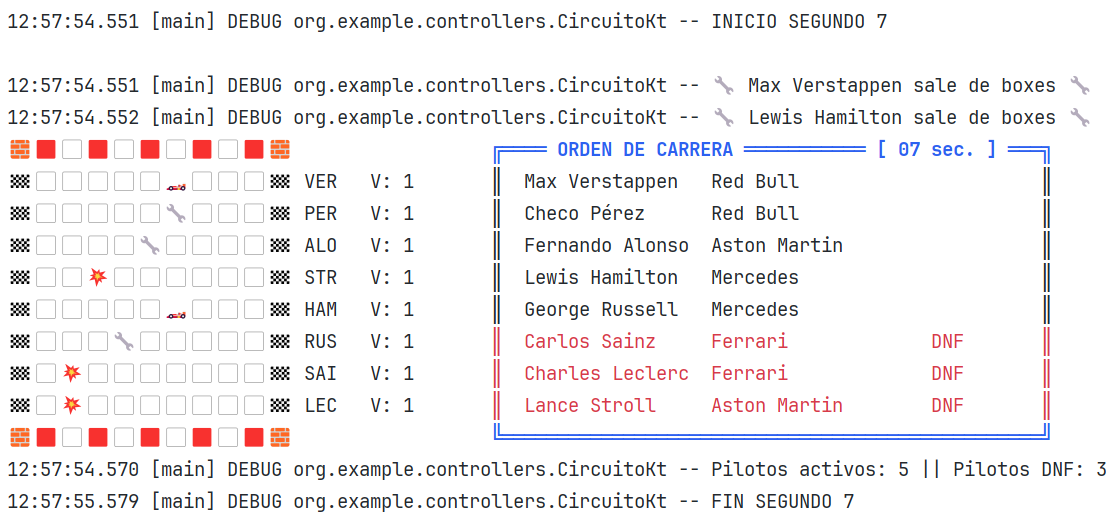 12:57:54.551 [main] DEBUG org.example.controllers.CircuitoKt -- INICIO SEGUNDO 7
12:57:54.551 [main] DEBUG org.example.controllers.CircuitoKt -- 🔧 Max Verstappen sale de boxes 🔧
12:57:54.552 [main] DEBUG org.example.controllers.CircuitoKt -- 🔧 Lewis Hamilton sale de boxes 🔧
ORDEN DE CARRERA [ 07 sec. ]
VER V: 1 Max Verstappen Red Bull
PER V: 1 Checo Pérez Red Bull
ALO V: 1 Fernando Alonso Aston Martin
STR V: 1 Lewis Hamilton Mercedes
HAM V: 1 George Russell Mercedes
RUS V: 1 Carlos Sainz Ferrari DNF
SAI V: 1 Charles Leclerc Ferrari DNF
LEC V: 1 Lance Stroll Aston Martin DNF
12:57:54.570 [main] DEBUG org.example.controllers.CircuitoKt -- Pilotos activos: 5 || Pilotos DNF: 3
12:57:55.579 [main] DEBUG org.example.controllers.CircuitoKt -- FIN SEGUNDO 7